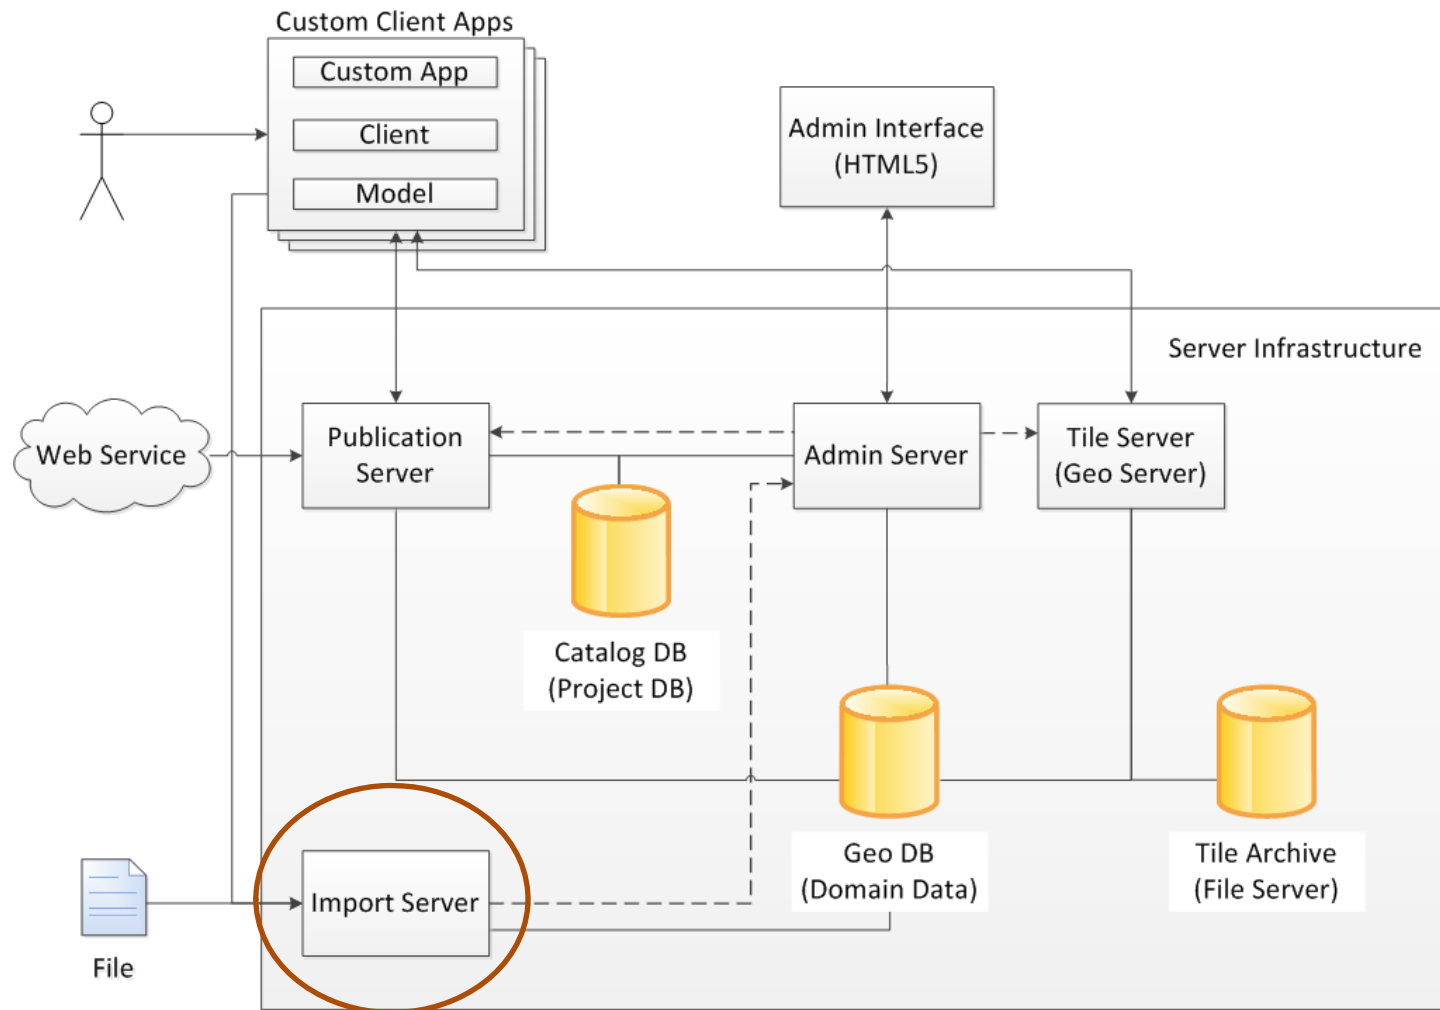 Custom Client Apps
Custom App
Client
Model
Admin Interface
(HTML5)
Server Infrastructure
Web Service
Publication
Server
Admin Server
Tile Server
(Geo Server)
Catalog DB
(Project DB)
Geo DB
(Domain Data)
Tile Archive
(File Server)
Import Server
File